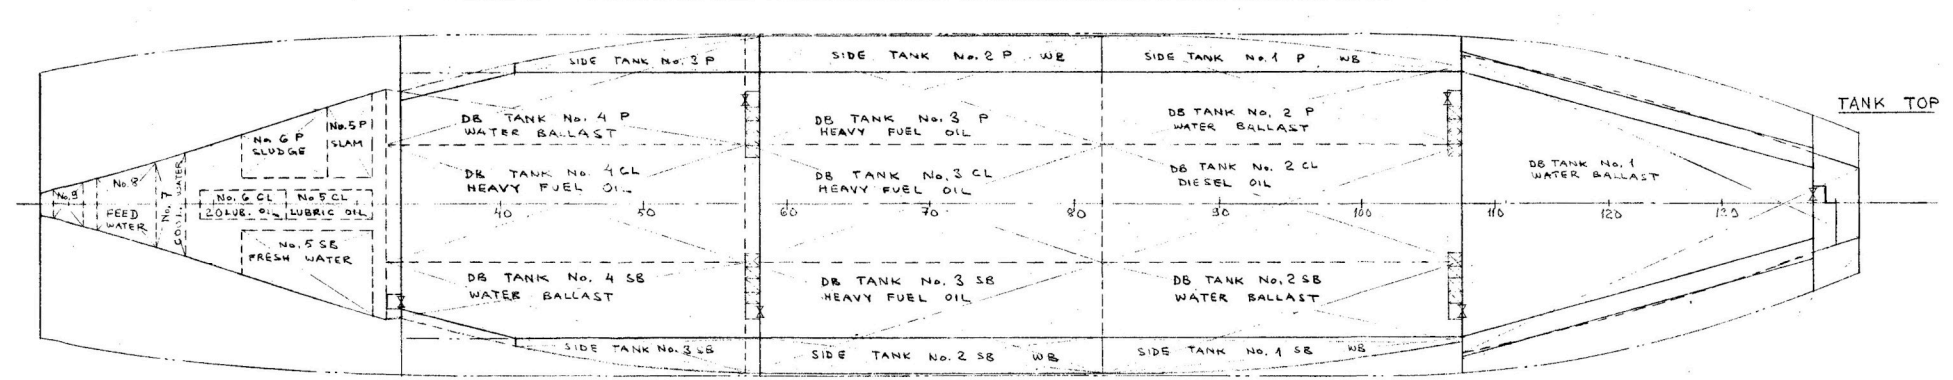 SIDE TANK No. 3 P
SIDE TANK No. 2 P WB
SIDE TANK No. 1 P WB
TANK TOP
DB TANK No. 4 P
WATER BALLAST
DB TANK No. 3 P
HEAVY FUEL OIL
DB TANK No. 2 P
WATER BALLAST
No. 6 P
SLUDGE
No. 5 P
SLAM
DB TANK No. 4 CL
HEAVY FUEL OIL
DB TANK No. 3 CL
HEAVY FUEL OIL
DB TANK No. 2 CL
DIESEL OIL
DB TANK No. 1
WATER BALLAST
No. 9
No. 8
FEED
WATER
No. 7
COOL. WATER
No. 6 CL
LUB. OIL
No 5 CL
LUBRIC OIL
40 50 60 70 80 90 100 110 120 130
No. 5 SB
FRESH WATER
DB TANK No. 4 SB
WATER BALLAST
DB TANK No. 3 SB
HEAVY FUEL OIL
DB TANK No. 2 SB
WATER BALLAST
SIDE TANK No. 3 SB
SIDE TANK No. 2 SB WB
SIDE TANK No. 1 SB WB